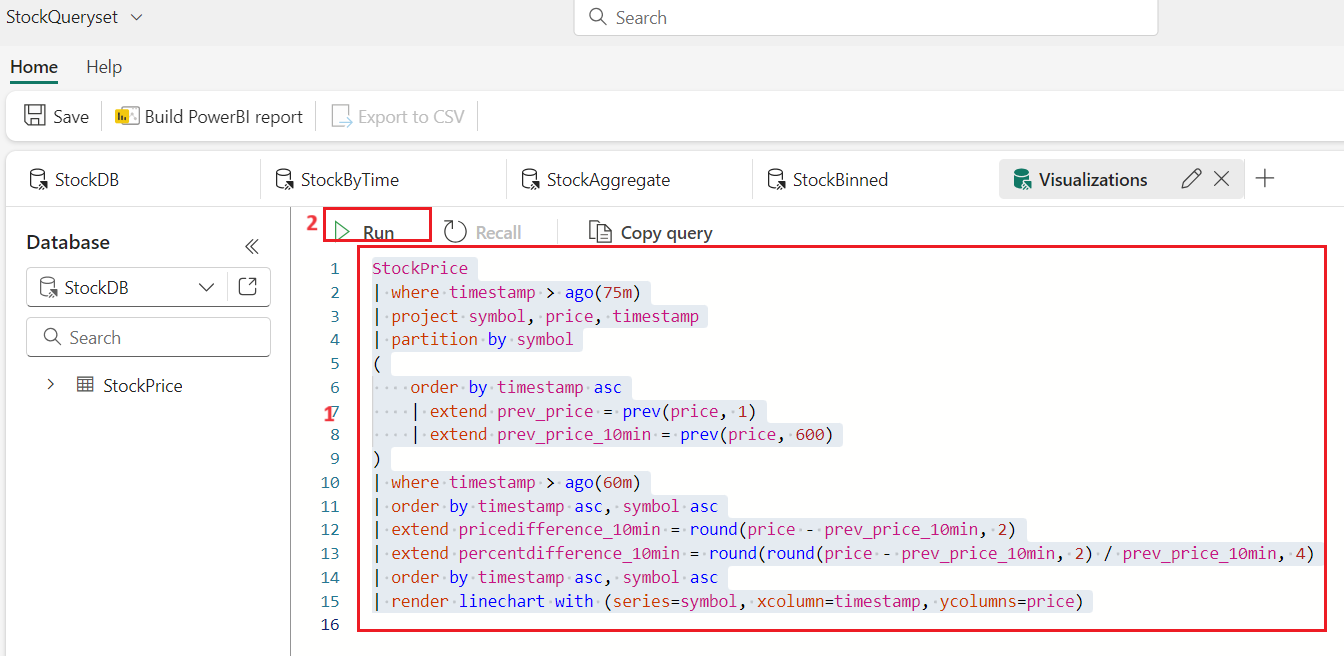 StockQueryset
Search
Home Help
Save Build PowerBI report Export to CSV
StockDB StockByTime StockAggregate StockBinned Visualizations
Database
StockDB
Search
StockPrice
2 Run Recall Copy query
1 StockPrice
2 | where timestamp > ago(75m)
3 | project symbol, price, timestamp
4 | partition by symbol
5 (
6     order by timestamp asc
1 7     | extend prev_price = prev(price, 1)
8     | extend prev_price_10min = prev(price, 600)
9 )
10 | where timestamp > ago(60m)
11 | order by timestamp asc, symbol asc
12 | extend pricedifference_10min = round(price - prev_price_10min, 2)
13 | extend percentdifference_10min = round(round(price - prev_price_10min, 2) / prev_price_10min, 4)
14 | order by timestamp asc, symbol asc
15 | render linechart with (series=symbol, xcolumn=timestamp, ycolumns=price)
16